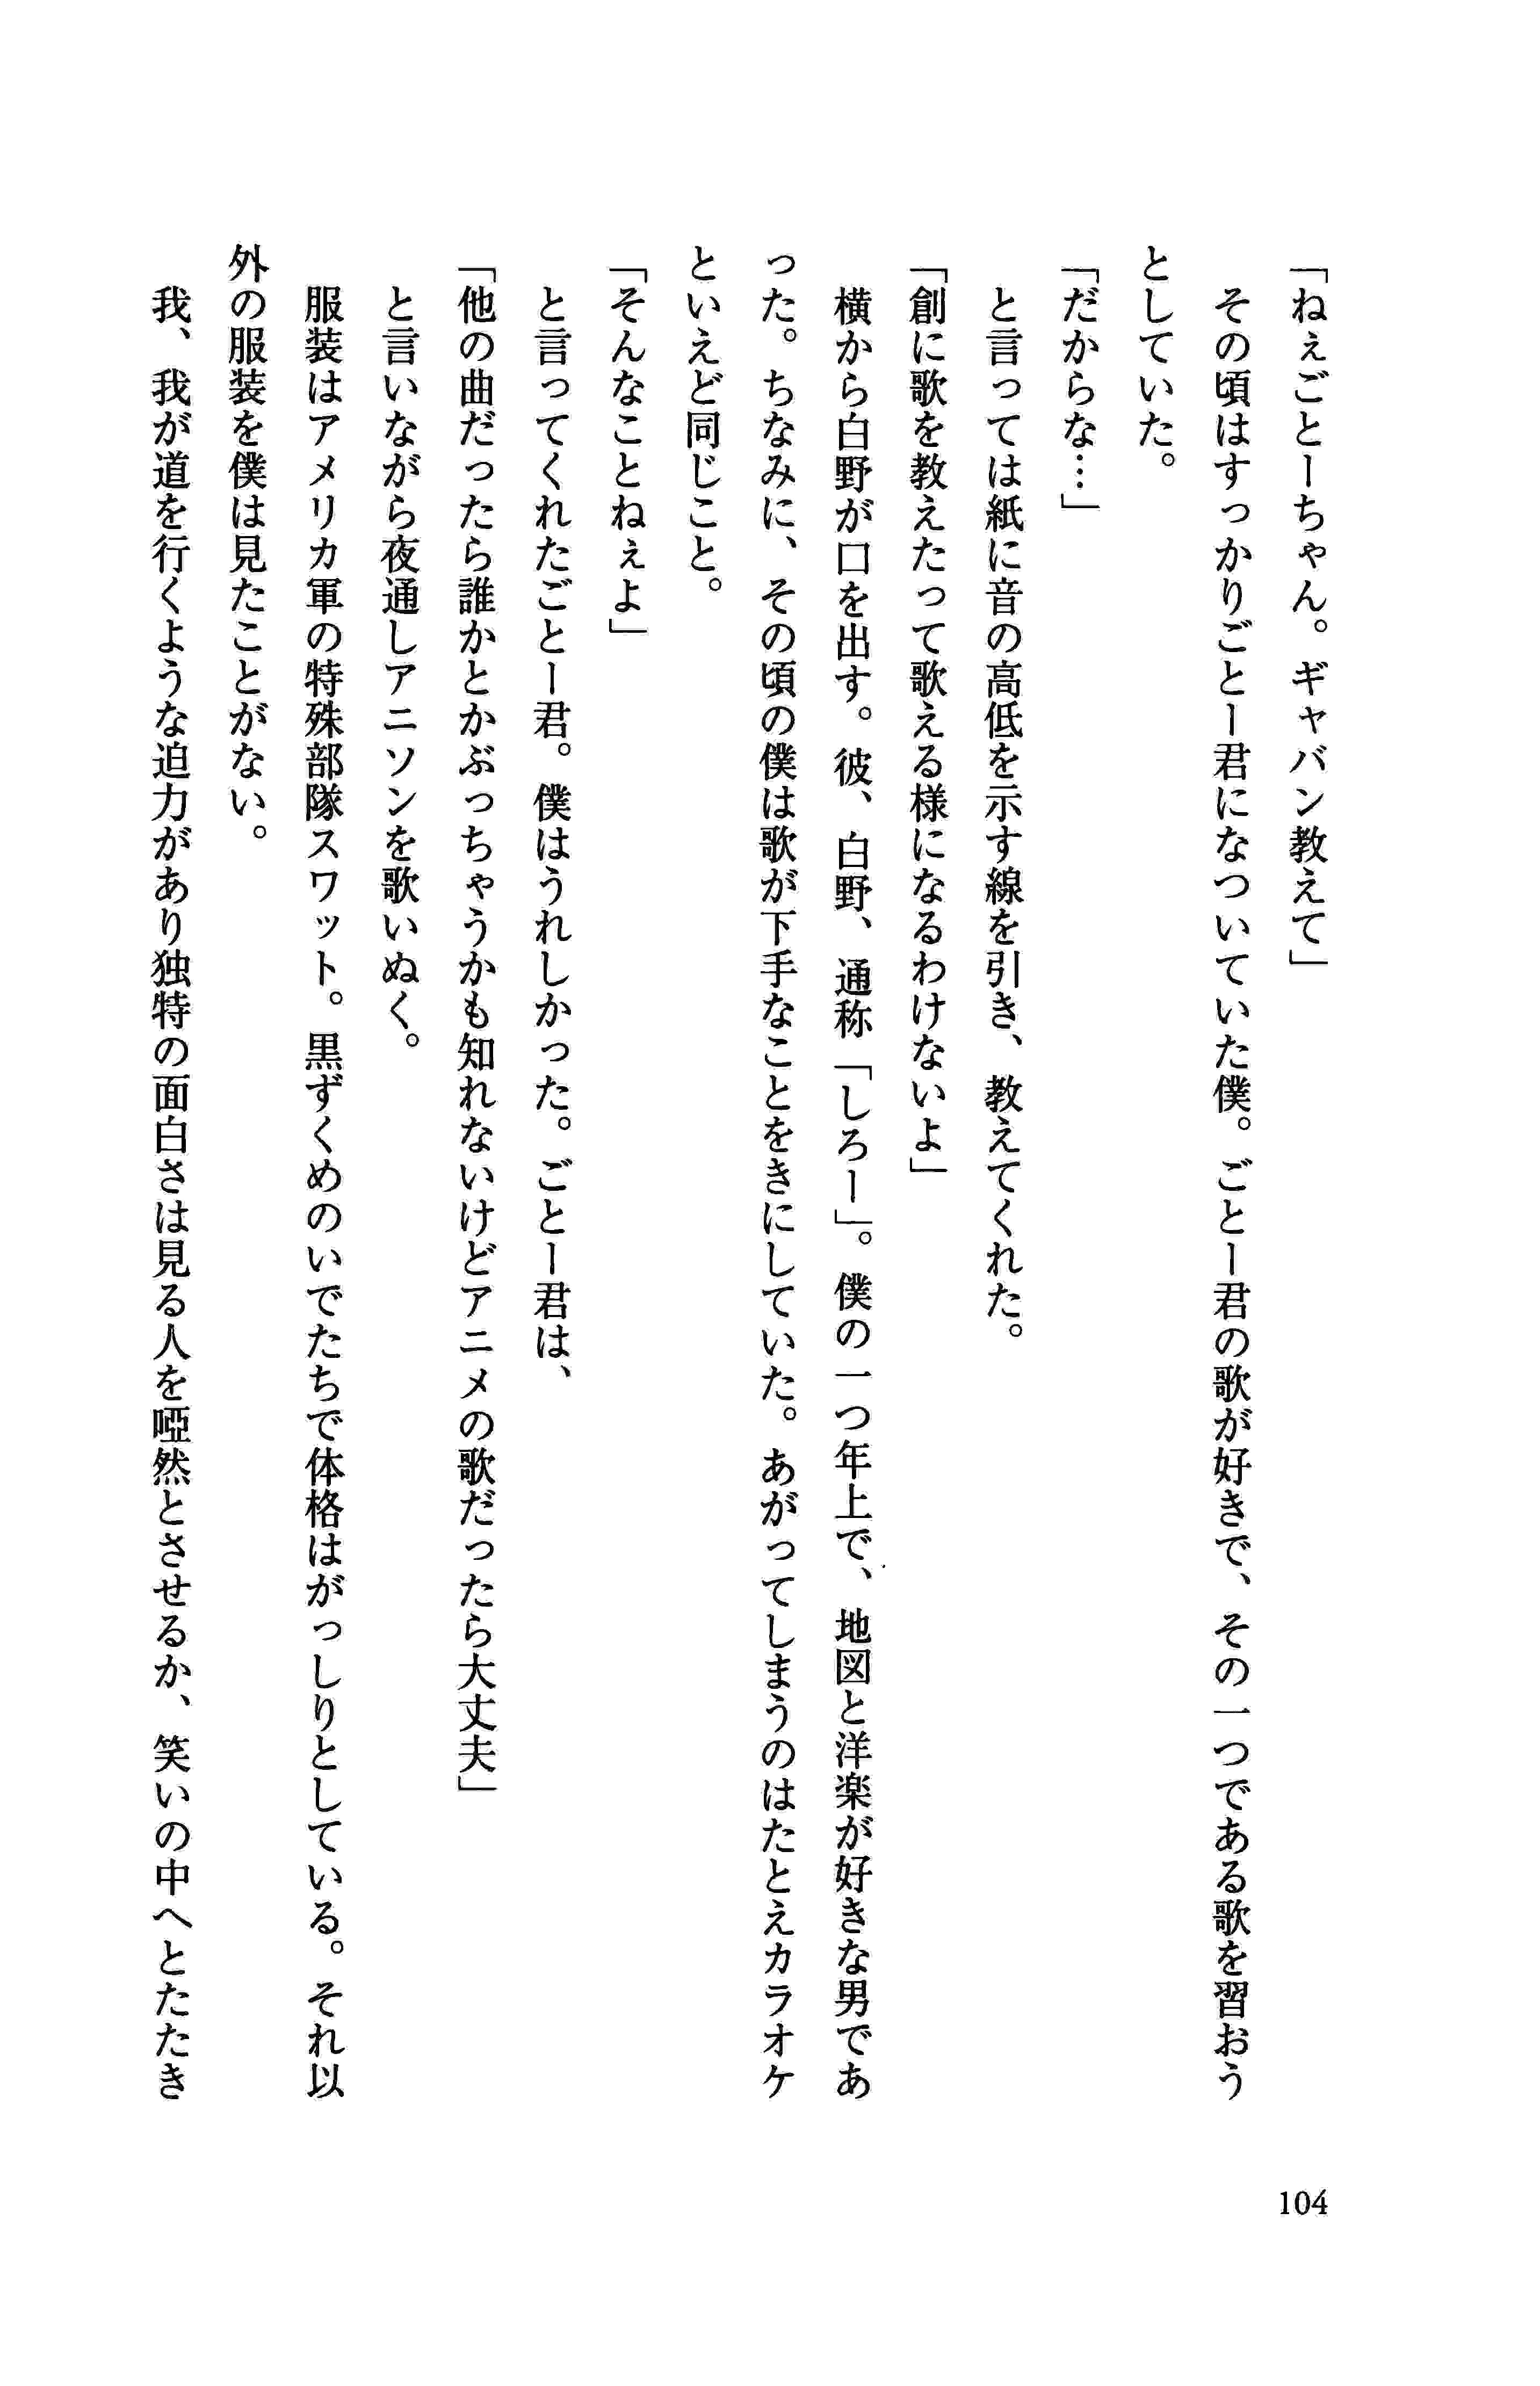 「ねぇごとーちゃん。ギャバン教えて」
その頃はすっかりごとー君になついていた僕。ごとー君の歌が好きで、その一つである歌を習おう
としていた。
「だからな…」
と言っては紙に音の高低を示す線を引き、教えてくれた。
「創に歌を教えたって歌える様になるわけないよ」
横から白野が口を出す。彼、白野、通称「しろー」。僕の一つ年上で、地図と洋楽が好きな男であ
った。ちなみに、その頃の僕は歌が下手なことをきにしていた。あがってしまうのはたとえカラオケ
といえど同じこと。
「そんなことねぇよ」
と言ってくれたごとー君。僕はうれしかった。ごとー君は、
「他の曲だったら誰かとかぶっちゃうかも知れないけどアニメの歌だったら大丈夫」
と言いながら夜通しアニソンを歌いぬく。
服装はアメリカ軍の特殊部隊スワット。黒ずくめのいでたちで体格はがっしりとしている。それ以
外の服装を僕は見たことがない。
我、我が道を行くような迫力があり独特の面白さは見る人を啞然とさせるか、笑いの中へとたたき
104